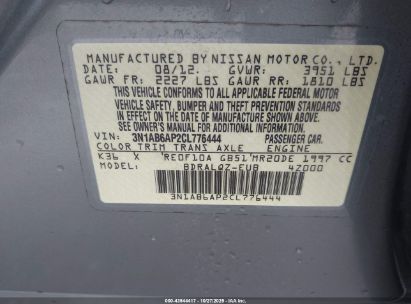 MANUFACTURED BY NISSAN MOTOR CO., LTD.
DATE: 08/12. GVWR: 3951 LBS
GAWR FR: 2227 LBS GAWR RR: 1810 LBS
THIS VEHICLE CONFORMS TO ALL APPLICABLE FEDERAL MOTOR
VEHICLE SAFETY, BUMPER, AND THEFT PREVENTION STANDARDS
IN EFFECT ON THE DATE OF MANUFACTURE SHOWN ABOVE.
SEE OWNER'S MANUAL OR
VIN: 3N1AB6AP2CL776444 PASSENGER CAR.
COLOR TRIM TRANS AXLE ENGINE
K36 X RE0F10A GB51 MR20DE 1997 CC
MODEL: BDRALQZ-EUB 42000
3N1AB6AP2CL776444